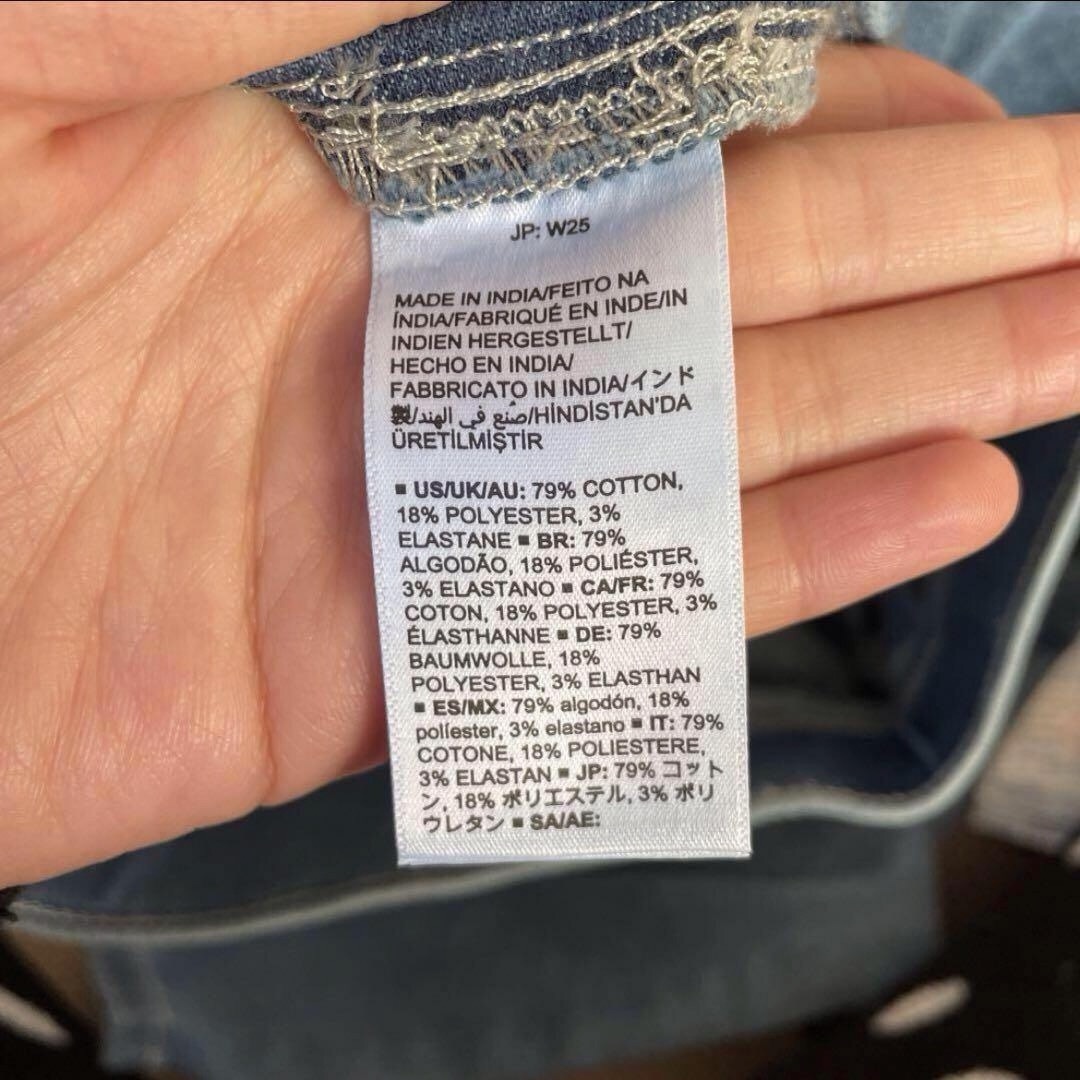 JP: W25
MADE IN INDIA/FEITO NA
ÍNDIA/FABRIQUÉ EN INDE/IN
INDIEN HERGESTELLT/
HECHO EN INDIA/
FABBRICATO IN INDIA/インド
製/صُنع في الهند/HİNDİSTAN'DA
ÜRETİLMİŞTİR
■ US/UK/AU: 79% COTTON,
18% POLYESTER, 3%
ELASTANE ■ BR: 79%
ALGODÃO, 18% POLIÉSTER,
3% ELASTANO ■ CA/FR: 79%
COTON, 18% POLYESTER, 3%
ÉLASTHANNE ■ DE: 79%
BAUMWOLLE, 18%
POLYESTER, 3% ELASTHAN
■ ES/MX: 79% algodón, 18%
políester, 3% elastano ■ IT: 79%
COTONE, 18% POLIESTERE,
3% ELASTAN ■ JP: 79% コット
ン, 18% ポリエステル, 3% ポリ
ウレタン ■ SA/AE: